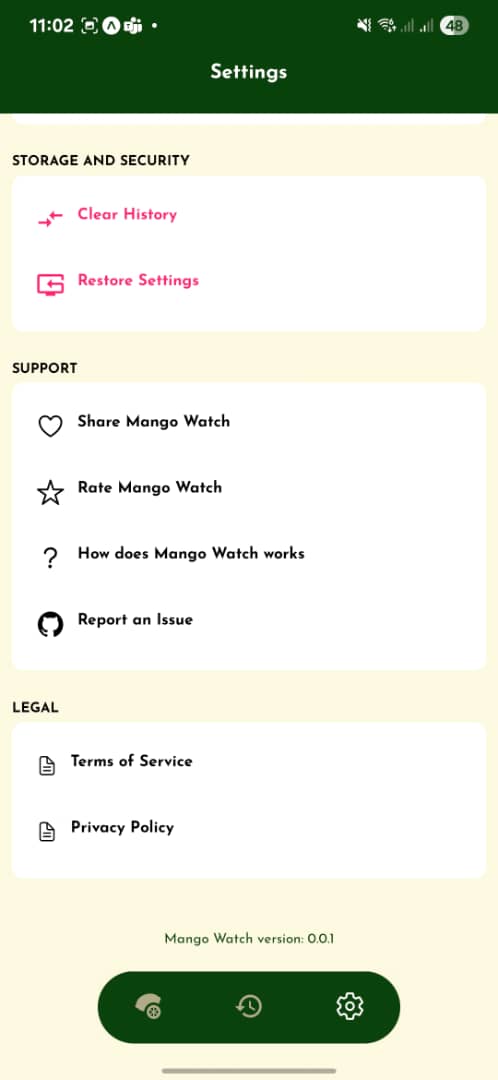 11:02
48
Settings
STORAGE AND SECURITY
Clear History
Restore Settings
SUPPORT
Share Mango Watch
Rate Mango Watch
How does Mango Watch works
Report an Issue
LEGAL
Terms of Service
Privacy Policy
Mango Watch version: 0.0.1